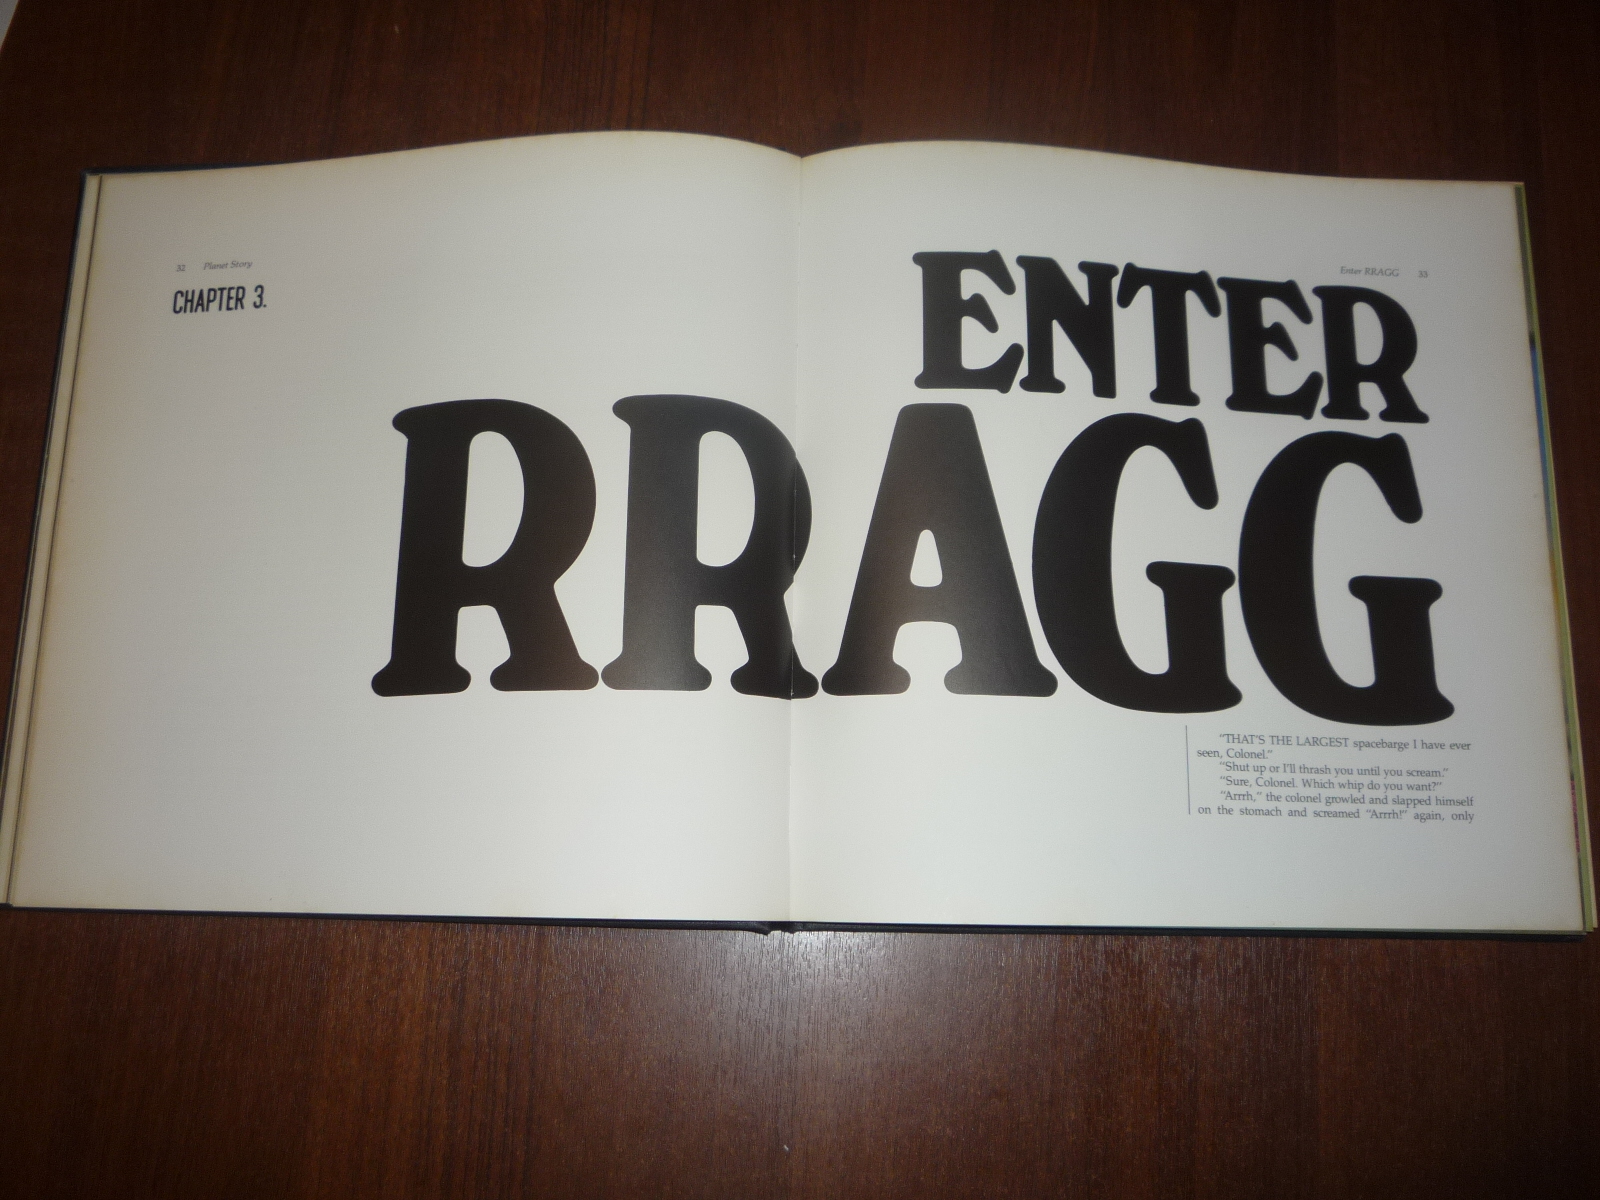 32 Planet Story
CHAPTER 3.
Enter RRAGG 33
ENTER
RRAGG
“THAT'S THE LARGEST spacebarge I have ever
seen, Colonel.”
“Shut up or I'll thrash you until you scream.”
“Sure, Colonel. Which whip do you want?”
“Arrrh,” the colonel growled and slapped himself
on the stomach and screamed “Arrrh!” again, only